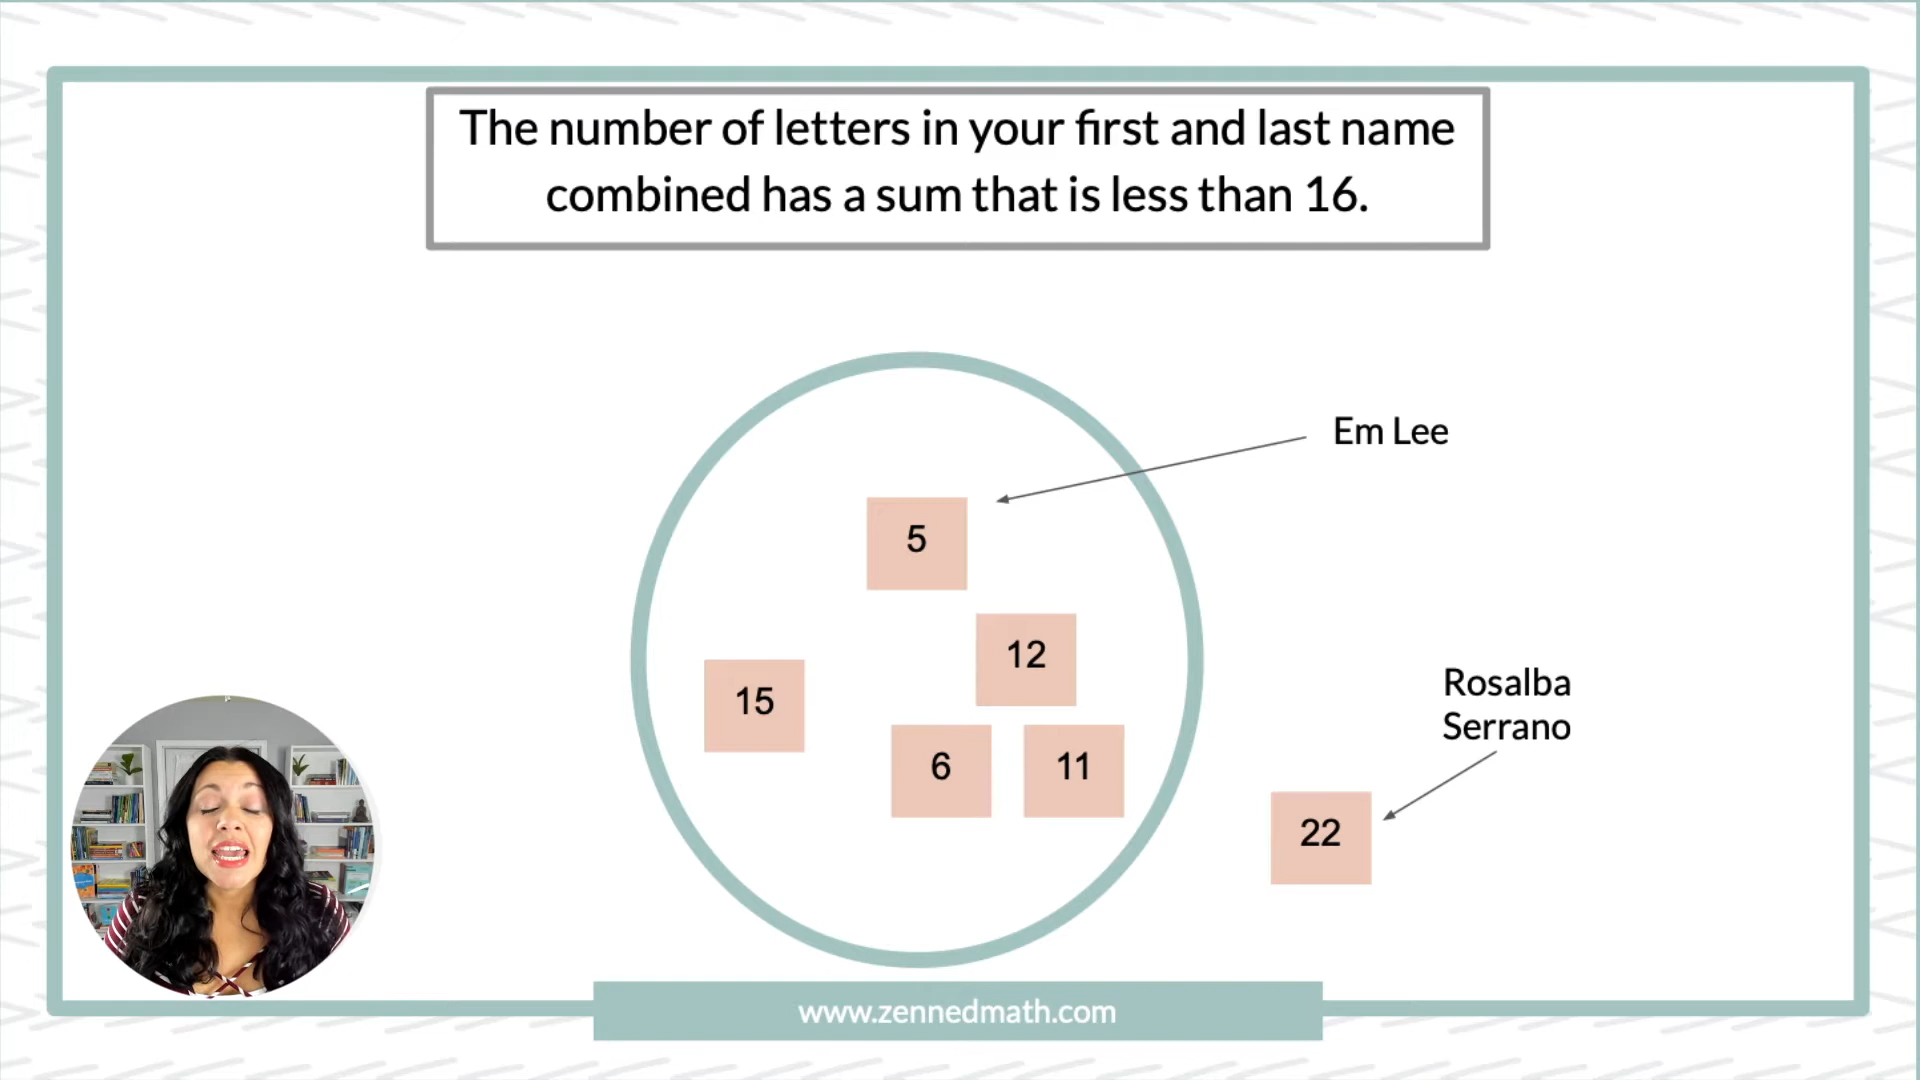 The number of letters in your first and last name
combined has a sum that is less than 16.
Em Lee
5
12
15
6
11
Rosalba
Serrano
22
www.zennedmath.com